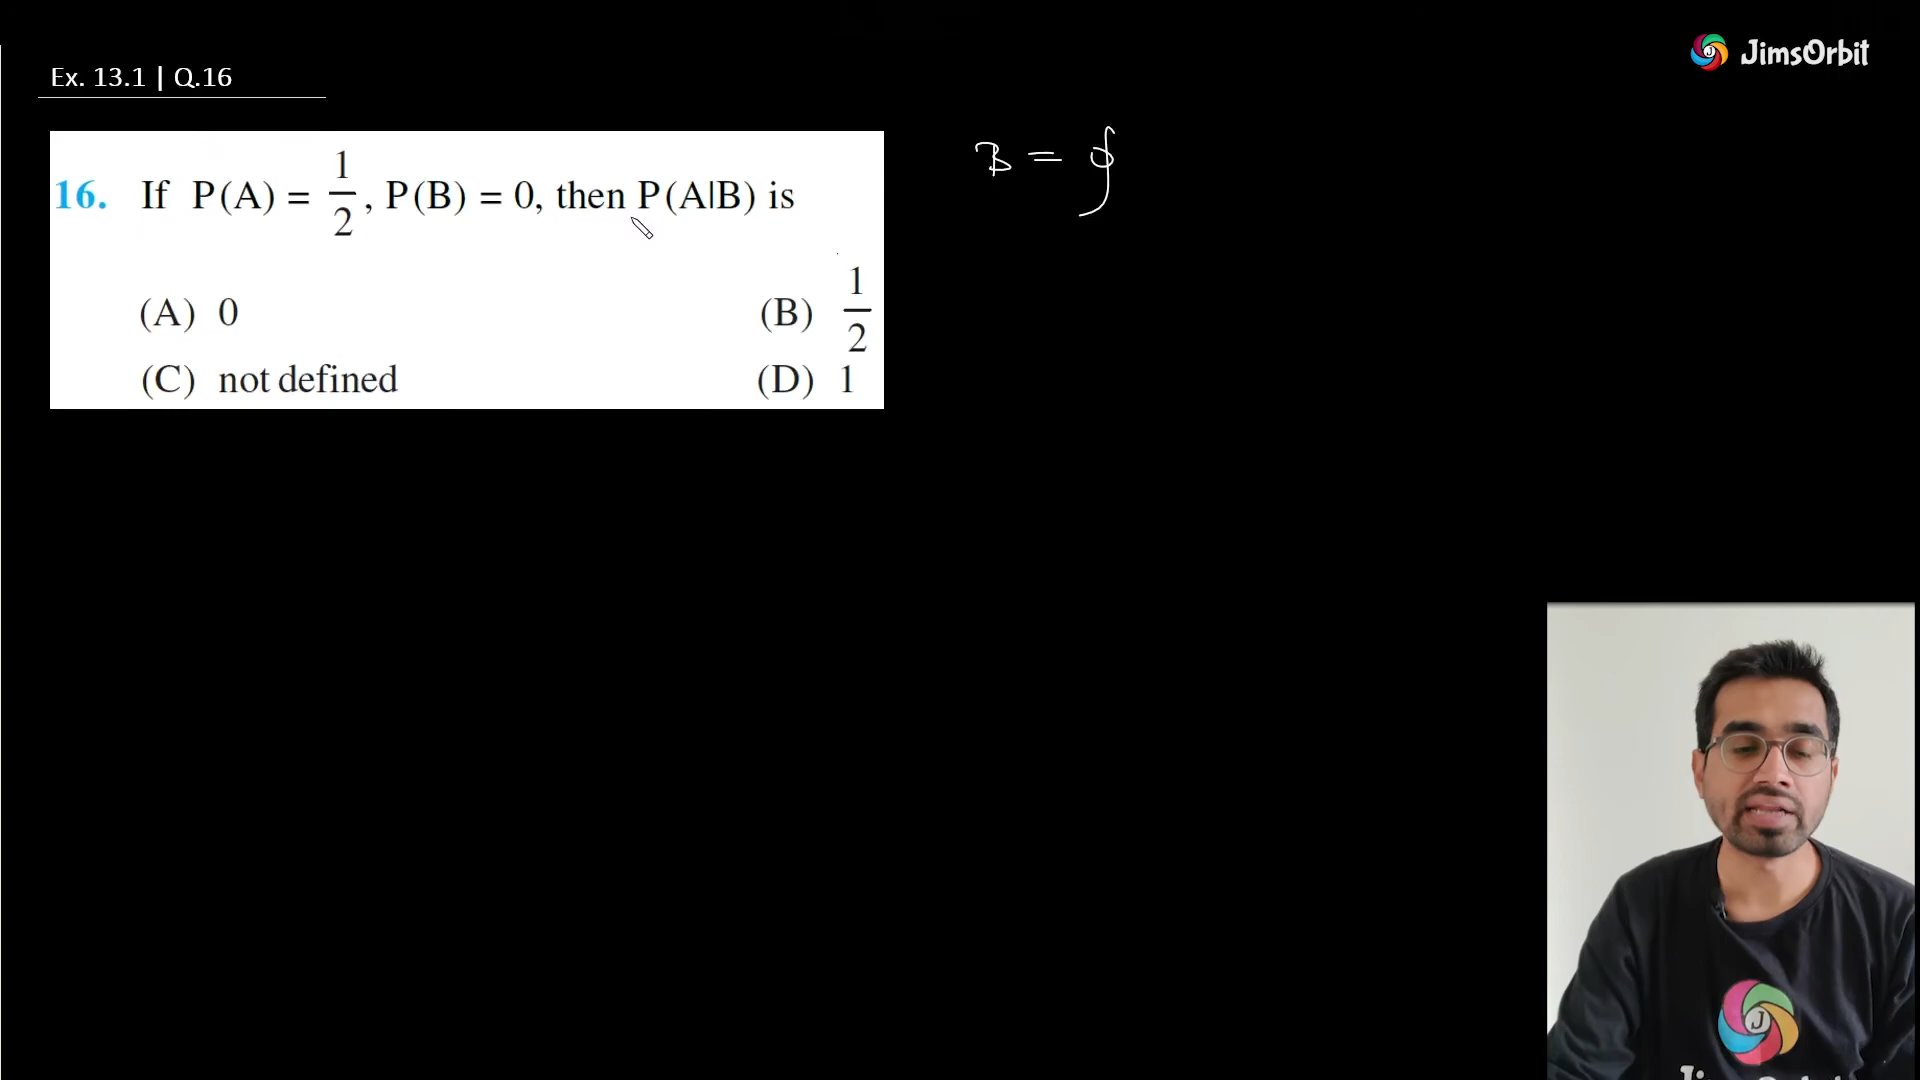 JimsOrbit
Ex. 13.1 | Q.16
16. If P(A) = 1/2, P(B) = 0, then P(A|B) is
(A) 0 (B) 1/2
(C) not defined (D) 1
B = φ
J